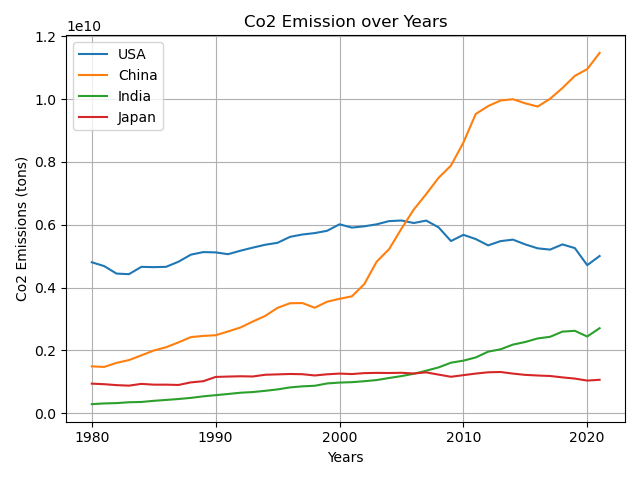 Co2 Emission over Years
1e10
USA
China
India
Japan
1.2
1.0
0.8
0.6
0.4
0.2
0.0
Co2 Emissions (tons)
1980 1990 2000 2010 2020
Years